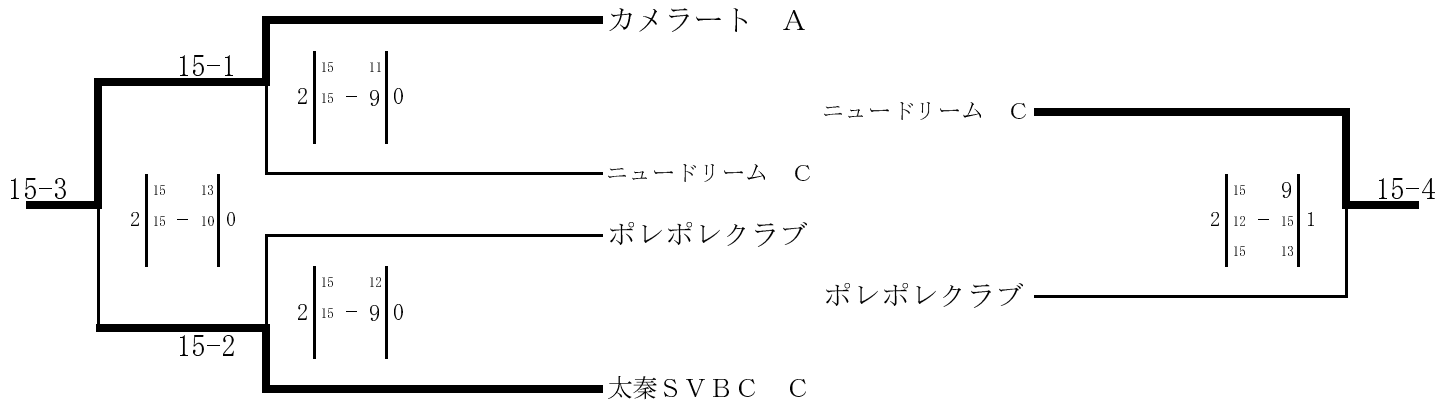 カメラート　Ａ
15-1
15 11
2 15 － 9 0
ニュードリーム　Ｃ
15-3
15 13
2 15 － 10 0
ポレポレクラブ
15 12
2 15 － 9 0
15-2
太秦ＳＶＢＣ　Ｃ
ニュードリーム　Ｃ
15-4
15 9
2 12 － 15 1
15 13
ポレポレクラブ